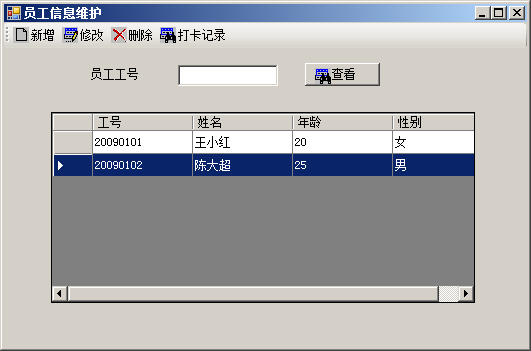 员工信息维护
新增 修改 删除 打卡记录
员工工号 查看
工号 姓名 年龄 性别
20090101 王小红 20 女
20090102 陈大超 25 男